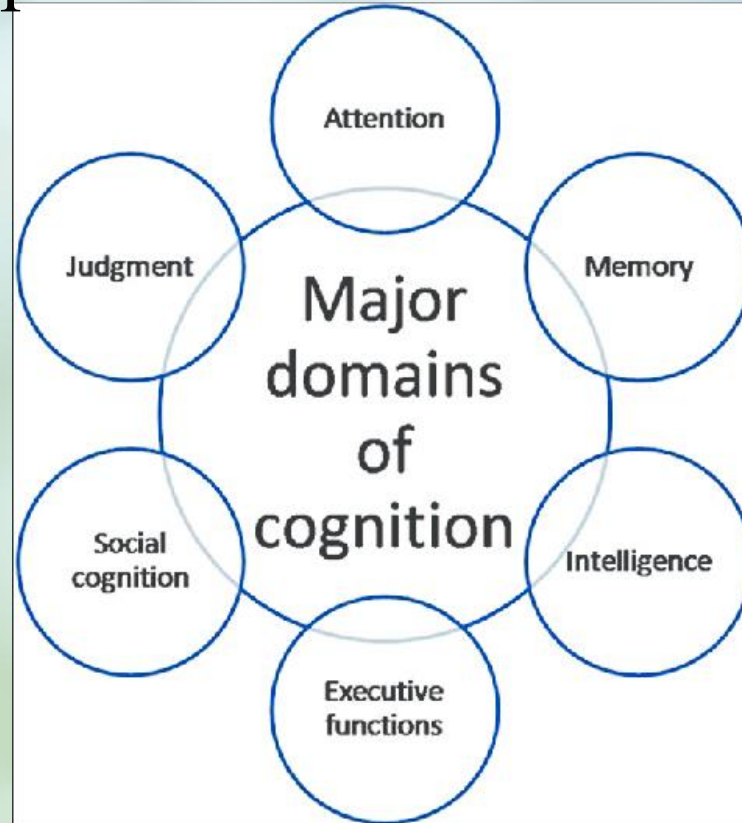 Attention
Judgment
Memory
Major
domains
of
cognition
Social
cognition
Intelligence
Executive
functions